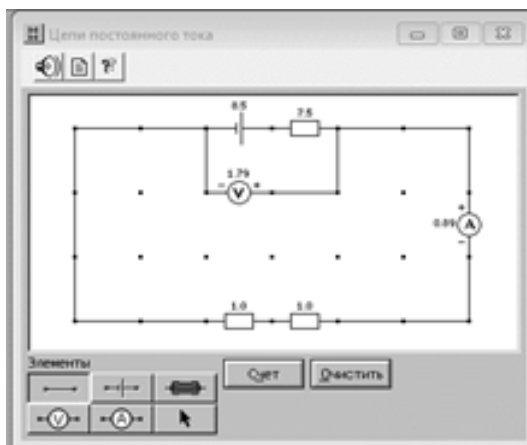 Цепи постоянного тока
8.5 7.5
1.79
- V +
+
0.89 A
-
1.0 1.0
Элементы
Счет Очистить
V A